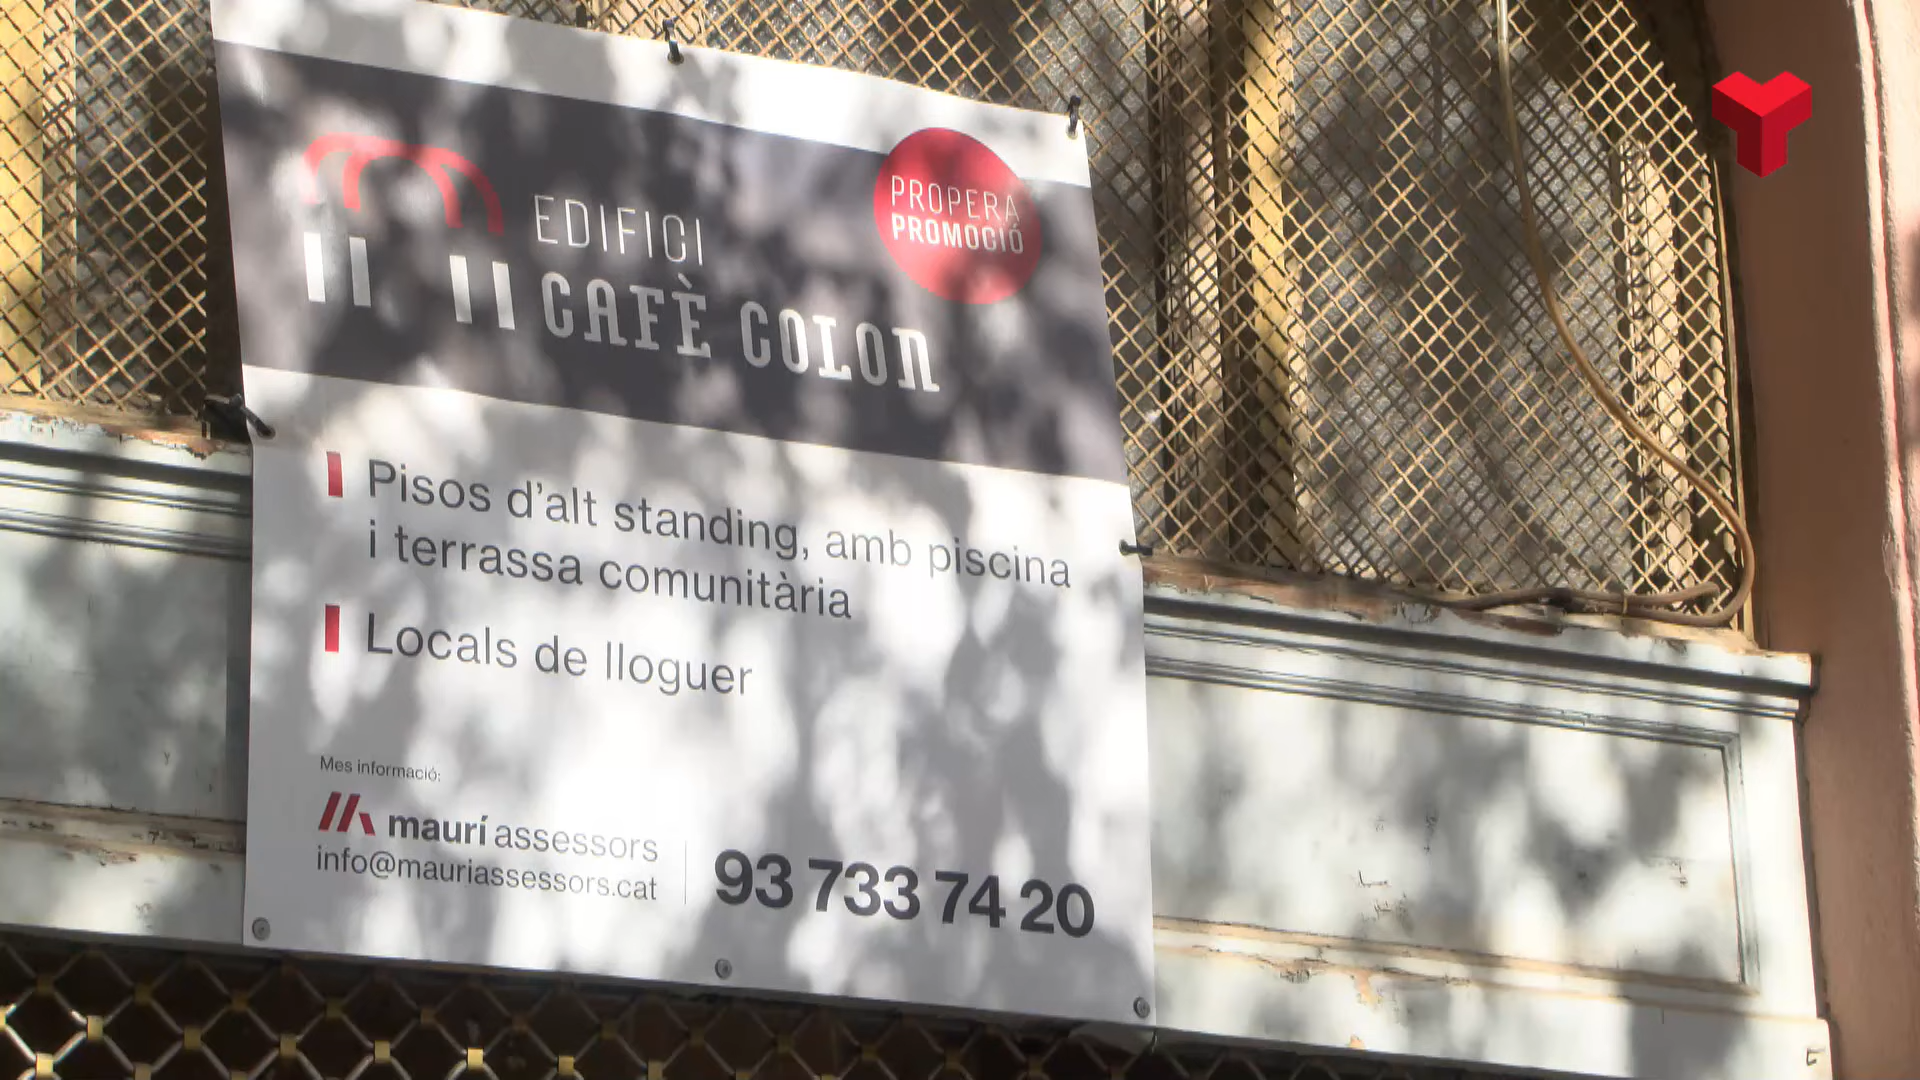 EDIFICI
CAFÈ COLON
PROPERA
PROMOCIÓ
Pisos d'alt standing, amb piscina
i terrassa comunitària
Locals de lloguer
Mes informació:
maurí assessors
info@mauriassessors.cat
93 733 74 20